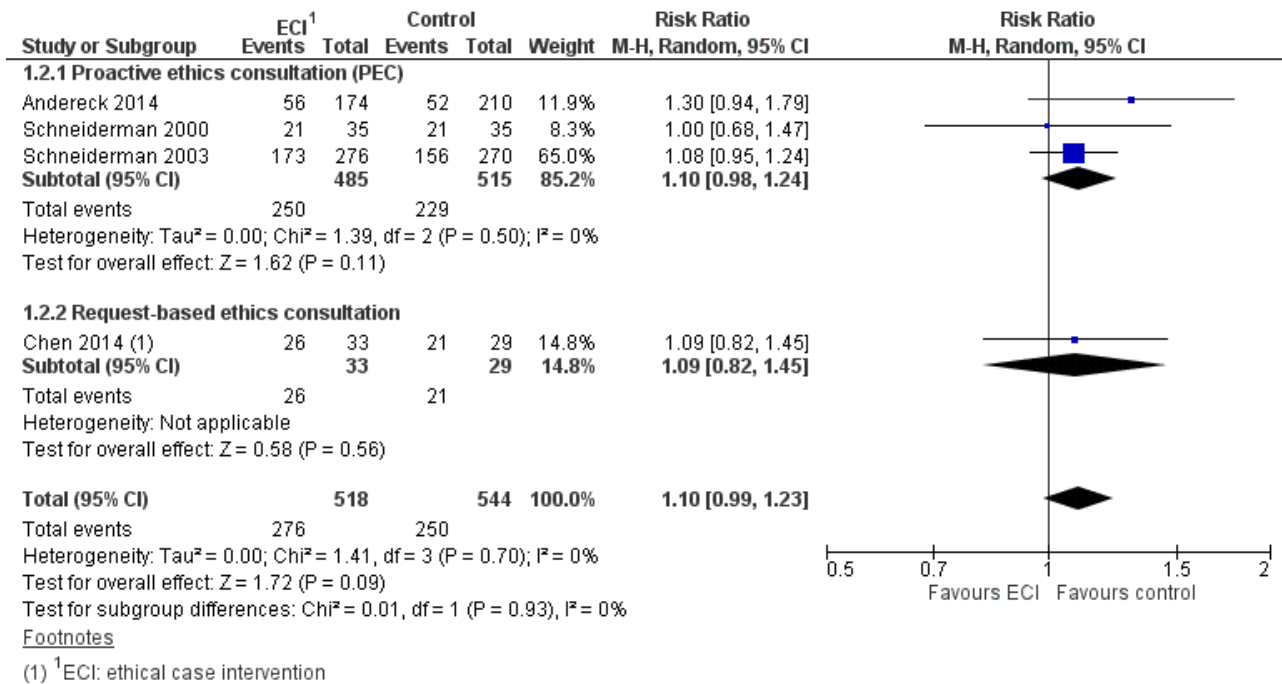 ECI¹ Control Risk Ratio Risk Ratio
Study or Subgroup Events Total Events Total Weight M-H, Random, 95% CI M-H, Random, 95% CI
1.2.1 Proactive ethics consultation (PEC)
Andereck 2014 56 174 52 210 11.9% 1.30 [0.94, 1.79]
Schneiderman 2000 21 35 21 35 8.3% 1.00 [0.68, 1.47]
Schneiderman 2003 173 276 156 270 65.0% 1.08 [0.95, 1.24]
Subtotal (95% CI) 485 515 85.2% 1.10 [0.98, 1.24]
Total events 250 229
Heterogeneity: Tau² = 0.00; Chi² = 1.39, df = 2 (P = 0.50); I² = 0%
Test for overall effect: Z = 1.62 (P = 0.11)
1.2.2 Request-based ethics consultation
Chen 2014 (1) 26 33 21 29 14.8% 1.09 [0.82, 1.45]
Subtotal (95% CI) 33 29 14.8% 1.09 [0.82, 1.45]
Total events 26 21
Heterogeneity: Not applicable
Test for overall effect: Z = 0.58 (P = 0.56)
Total (95% CI) 518 544 100.0% 1.10 [0.99, 1.23]
Total events 276 250
Heterogeneity: Tau² = 0.00; Chi² = 1.41, df = 3 (P = 0.70); I² = 0%
Test for overall effect: Z = 1.72 (P = 0.09)
Test for subgroup differences: Chi² = 0.01, df = 1 (P = 0.93), I² = 0%
0.5 0.7 1 1.5 2
Favours ECI Favours control
Footnotes
(1) ¹ECI: ethical case intervention